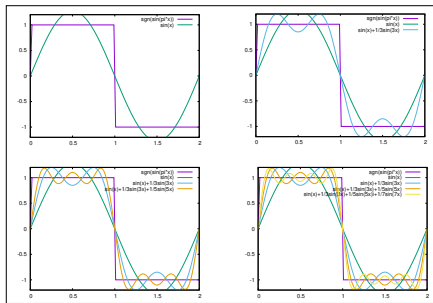 sgn(sin(pi*x))
sin(x)
1
0.5
0
-0.5
-1
0 0.5 1 1.5 2
sgn(sin(pi*x))
sin(x)
sin(x)+1/3sin(3x)
1
0.5
0
-0.5
-1
0 0.5 1 1.5 2
sgn(sin(pi*x))
sin(x)
sin(x)+1/3sin(3x)
sin(x)+1/3sin(3x)+1/5sin(5x)
1
0.5
0
-0.5
-1
0 0.5 1 1.5 2
sgn(sin(pi*x))
sin(x)
sin(x)+1/3sin(3x)
sin(x)+1/3sin(3x)+1/5sin(5x)
sin(x)+1/3sin(3x)+1/5sin(5x)+1/7sin(7x)
1
0.5
0
-0.5
-1
0 0.5 1 1.5 2